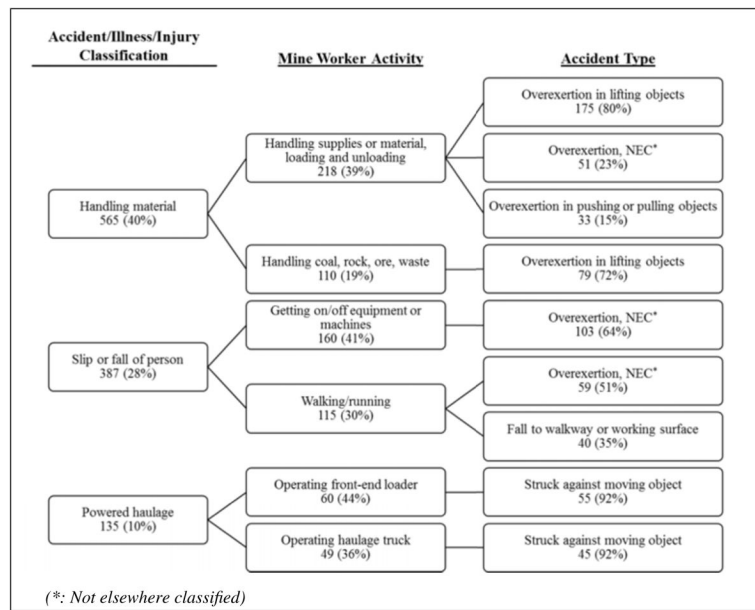 Accident/Illness/Injury
Classification
Mine Worker Activity
Accident Type
Handling material
565 (40%)
Handling supplies or material,
loading and unloading
218 (39%)
Overexertion in lifting objects
175 (80%)
Overexertion, NEC*
51 (23%)
Overexertion in pushing or pulling objects
33 (15%)
Handling coal, rock, ore, waste
110 (19%)
Overexertion in lifting objects
79 (72%)
Slip or fall of person
387 (28%)
Getting on/off equipment or
machines
160 (41%)
Overexertion, NEC*
103 (64%)
Walking/running
115 (30%)
Overexertion, NEC*
59 (51%)
Fall to walkway or working surface
40 (35%)
Powered haulage
135 (10%)
Operating front-end loader
60 (44%)
Struck against moving object
55 (92%)
Operating haulage truck
49 (36%)
Struck against moving object
45 (92%)
(*: Not elsewhere classified)